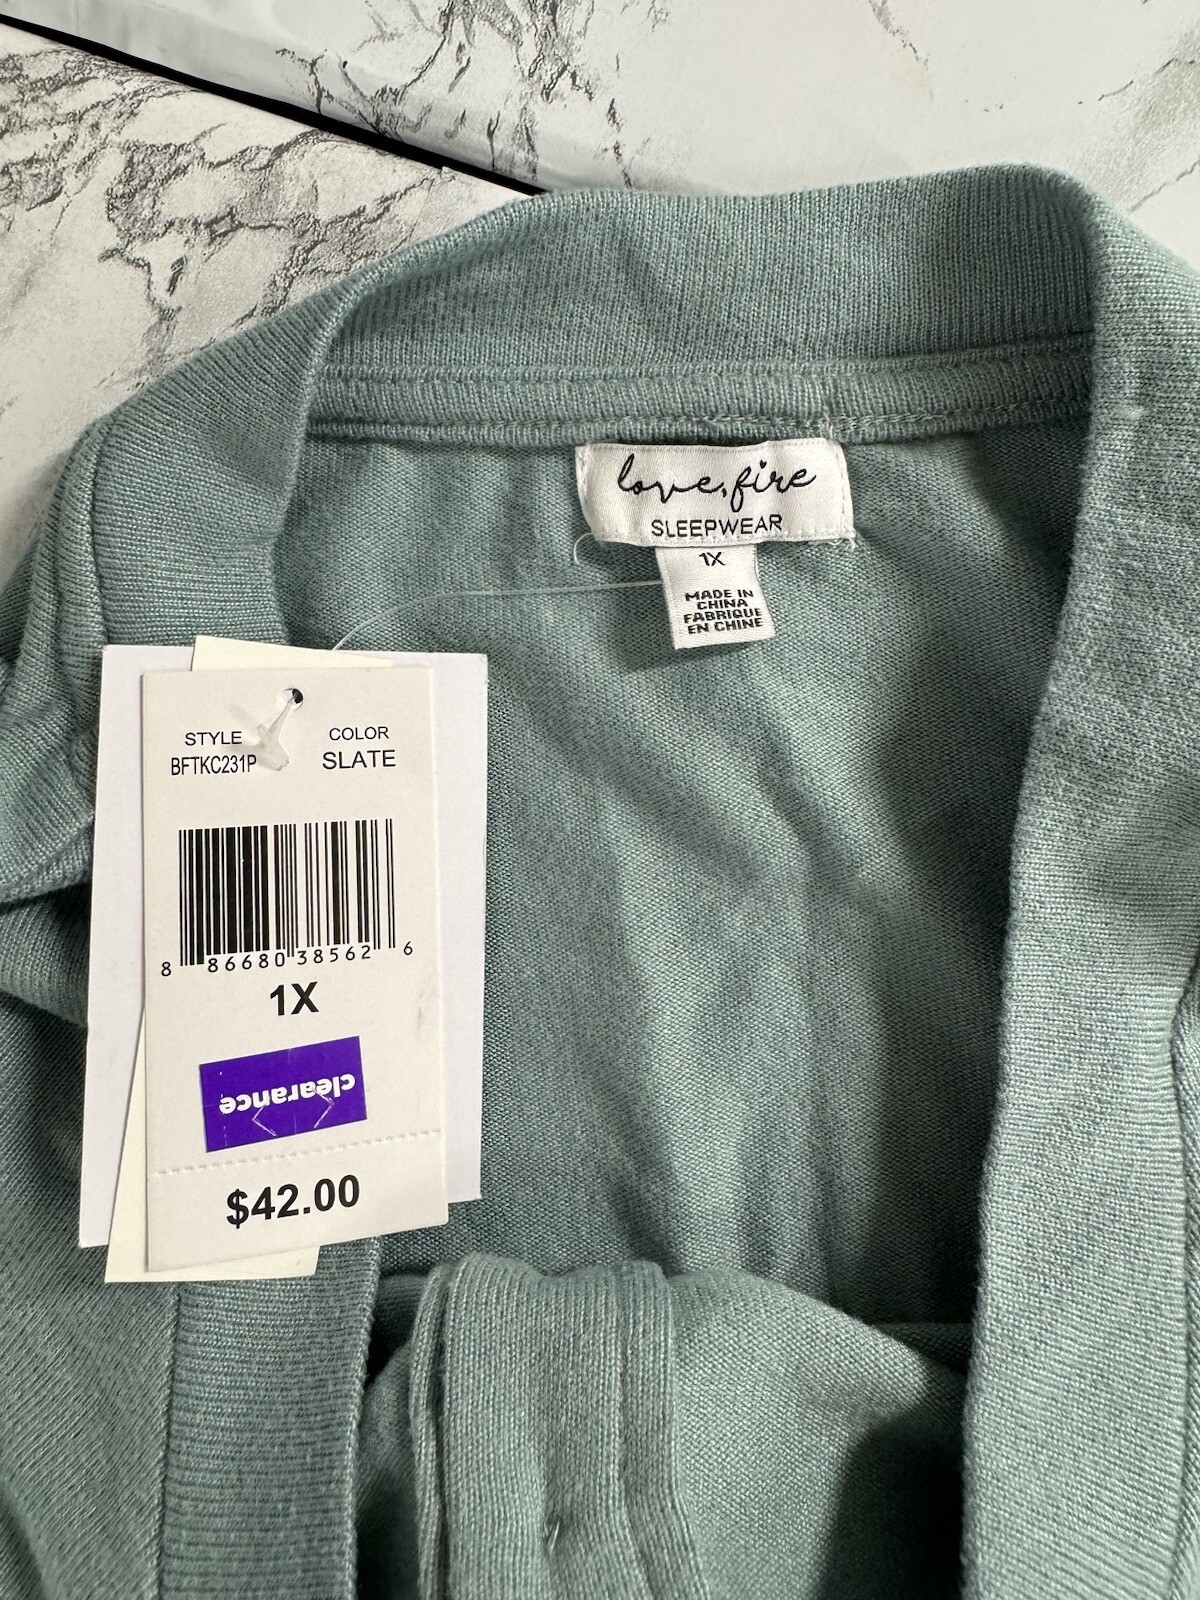 love, fire
SLEEPWEAR
1X
MADE IN
CHINA
FABRIQUE
EN CHINE
STYLE COLOR
BFTKC231P SLATE
8 86680 38562 6
1X
clearance
$42.00